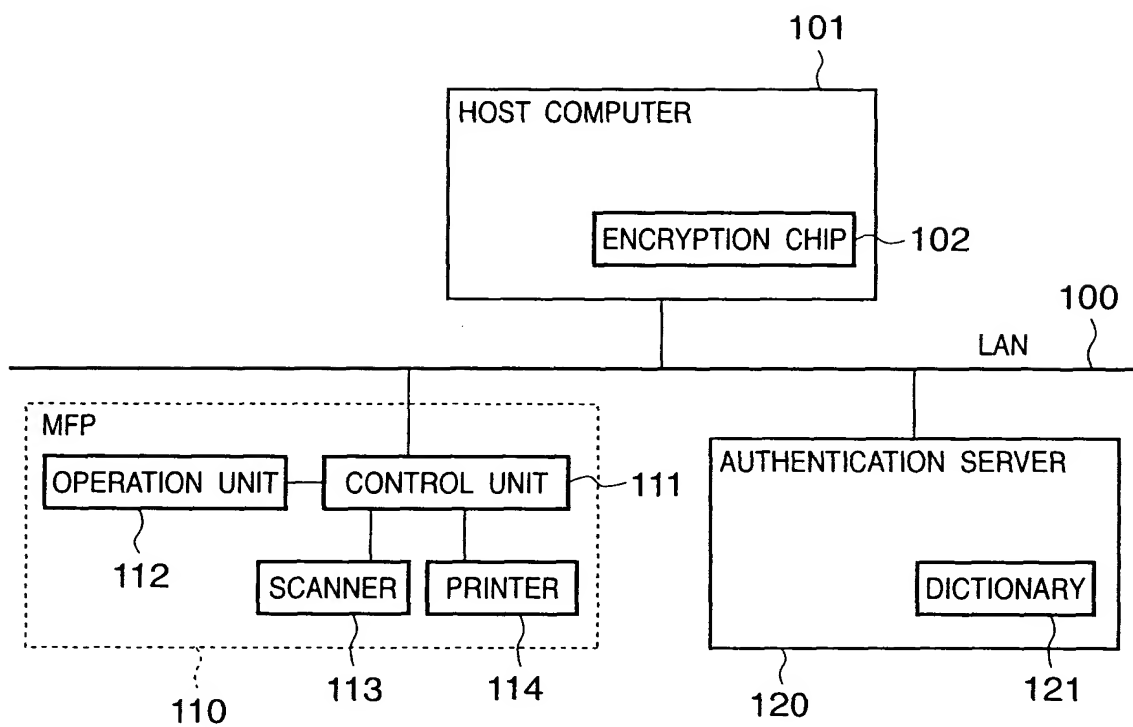 101
HOST COMPUTER
ENCRYPTION CHIP
102
100
LAN
MFP
OPERATION UNIT
CONTROL UNIT
111
AUTHENTICATION SERVER
112
SCANNER
PRINTER
DICTIONARY
110
113
114
120
121